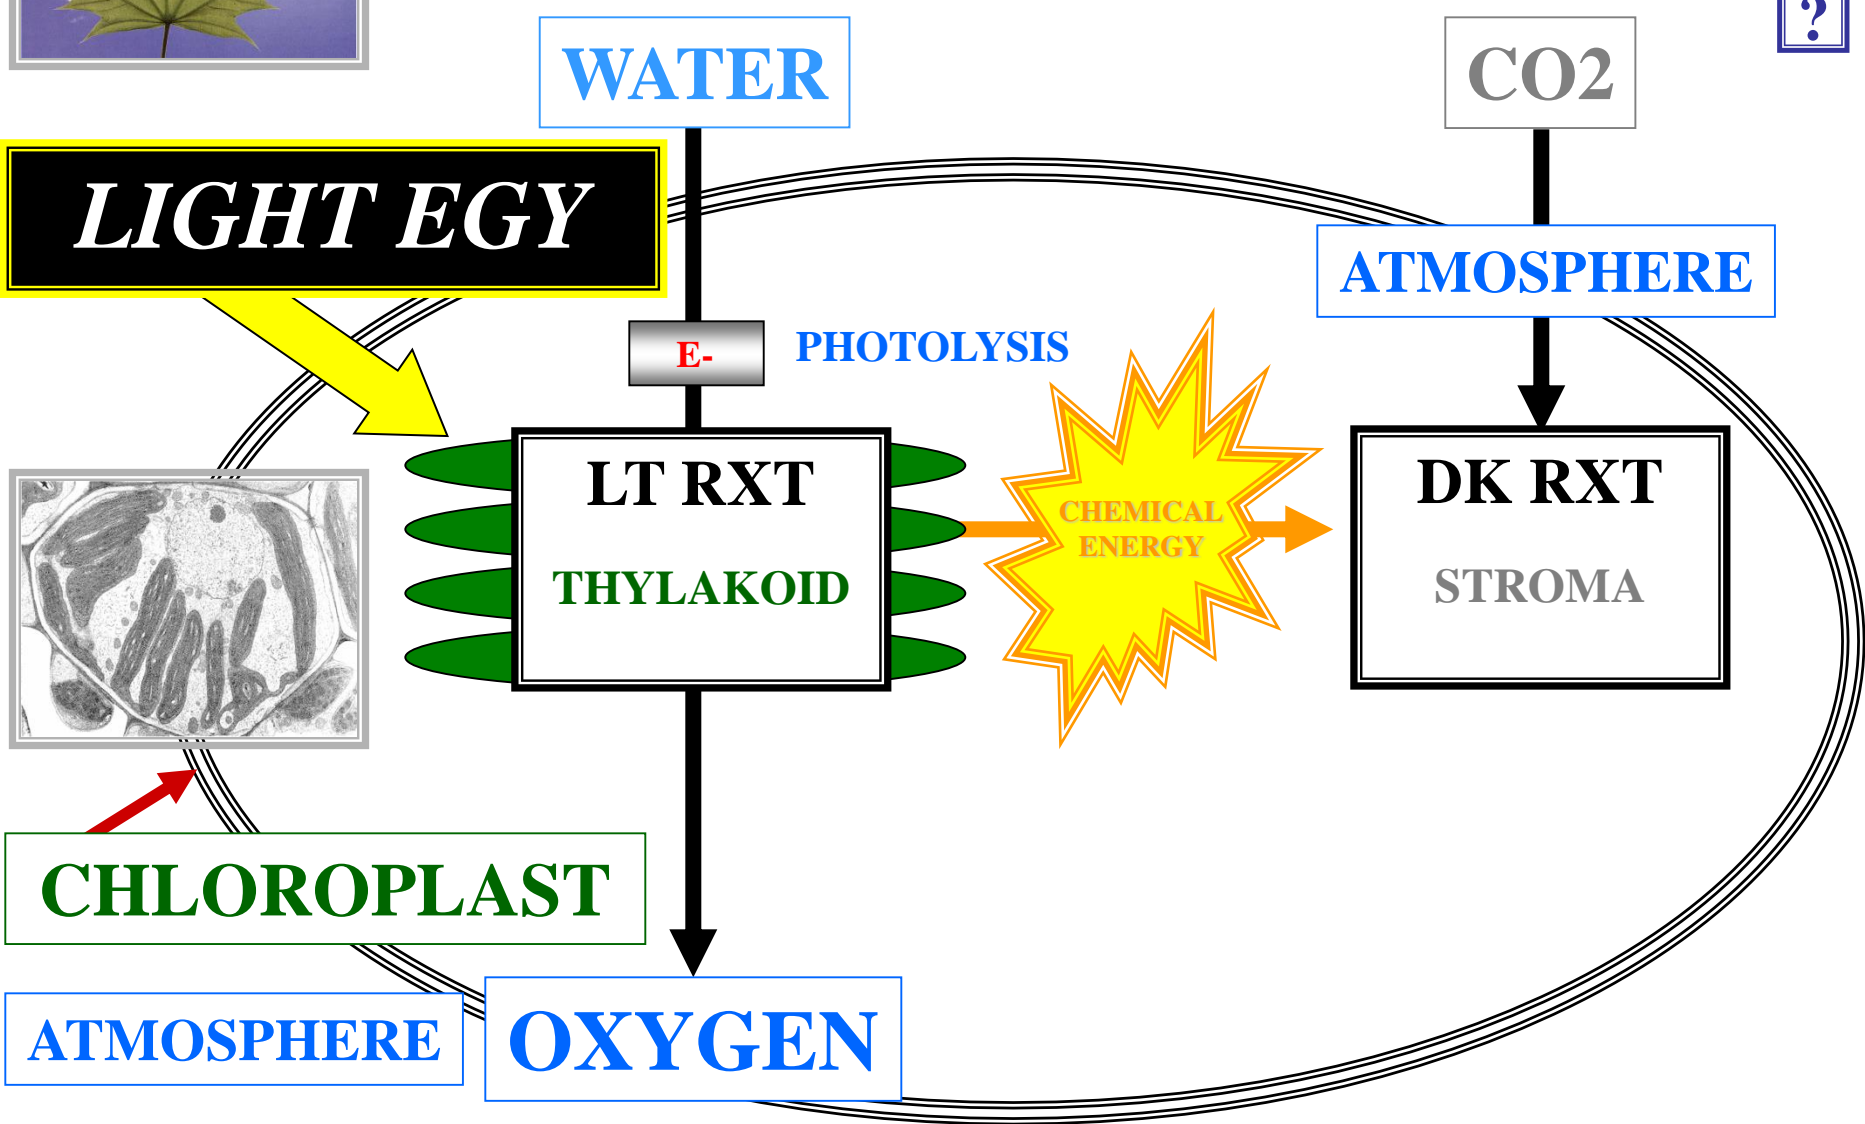 WATER
CO2
?
LIGHT EGY
ATMOSPHERE
E-
PHOTOLYSIS
LT RXT
THYLAKOID
CHEMICAL
ENERGY
DK RXT
STROMA
CHLOROPLAST
ATMOSPHERE
OXYGEN